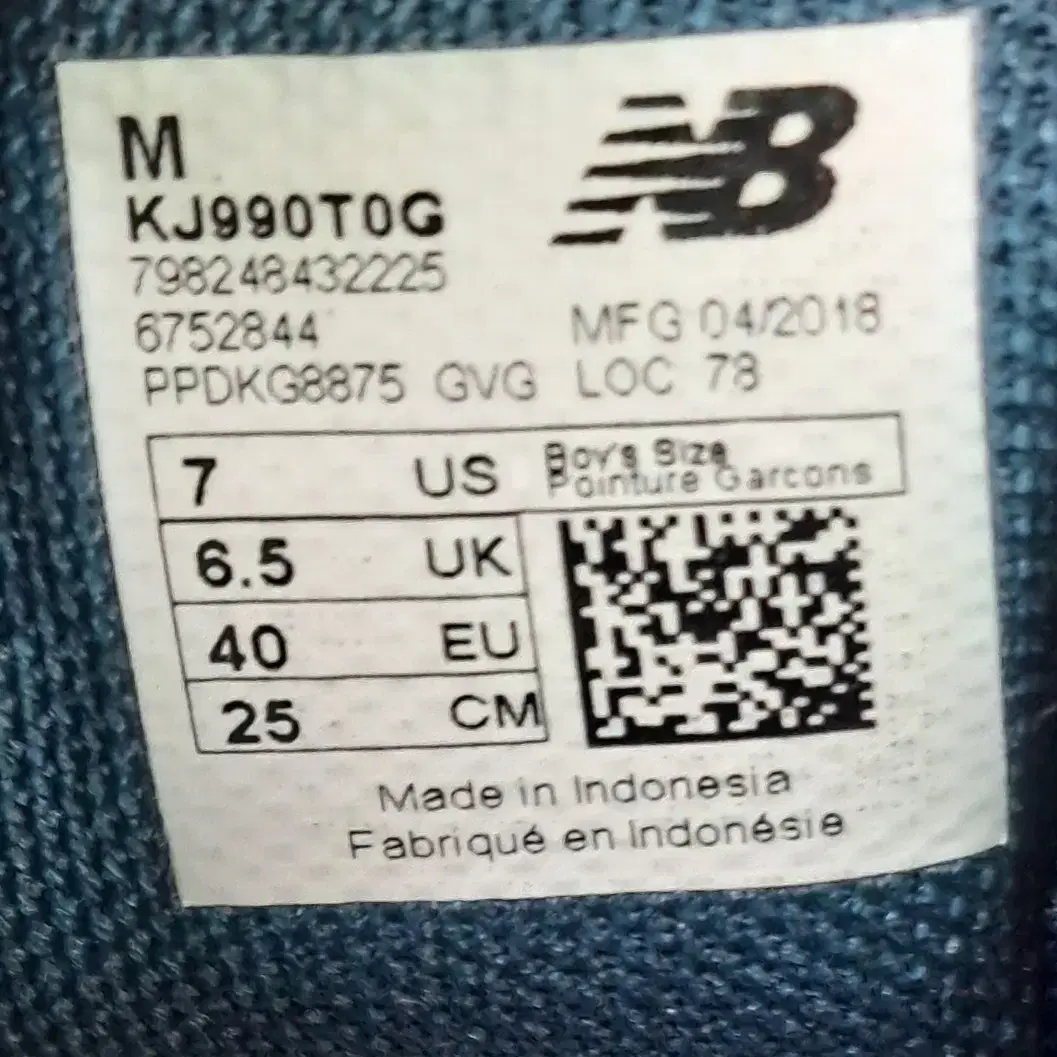 M
NB
KJ990T0G
798248432225
6752844 MFG 04/2018
PPDKG8875 GVG LOC 78
7 US Boy's Size
Pointure Garcons
6.5 UK
40 EU
25 CM
Made in Indonesia
Fabriqué en Indonésie